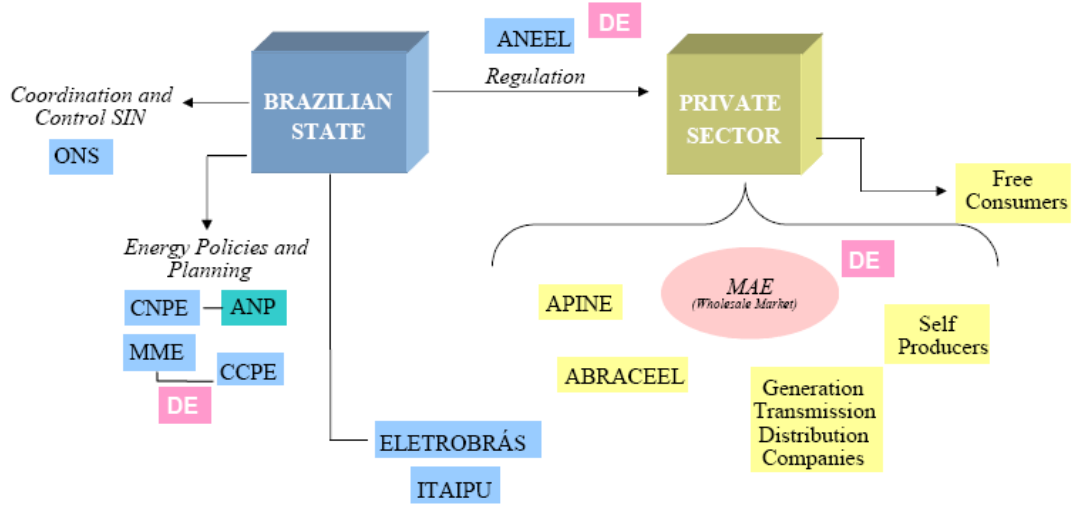 ANEEL
DE
Regulation
Coordination and
Control SIN
ONS
BRAZILIAN
STATE
PRIVATE
SECTOR
Free
Consumers
Energy Policies and
Planning
CNPE
ANP
MME
CCPE
DE
ELETROBRÁS
ITAIPU
MAE
(Wholesale Market)
DE
APINE
ABRACEEL
Self
Producers
Generation
Transmission
Distribution
Companies